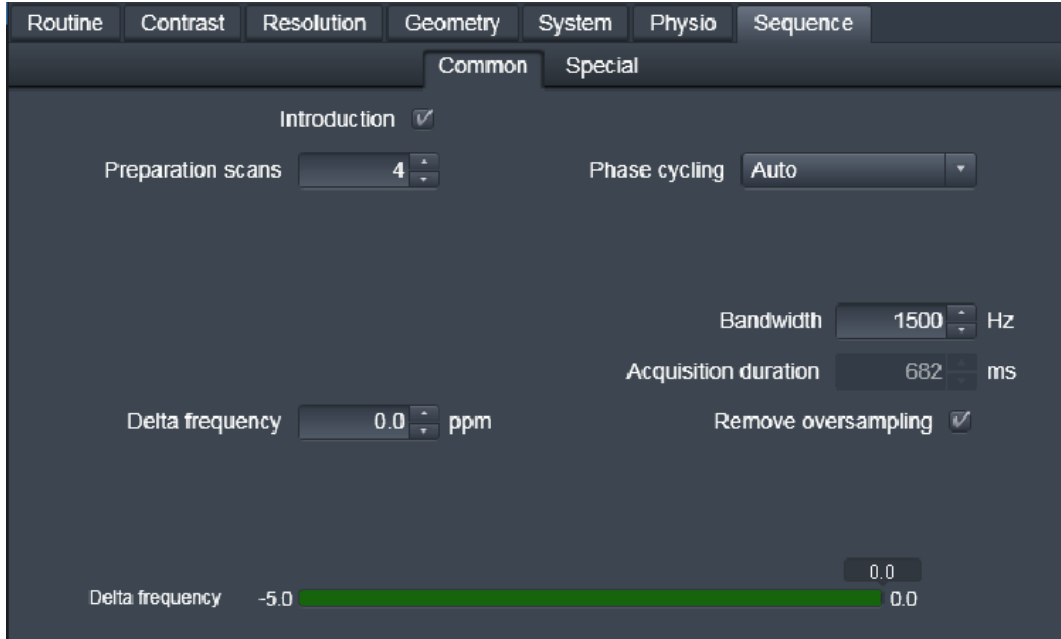 Routine Contrast Resolution Geometry System Physio Sequence
Common Special
Introduction
Preparation scans 4 Phase cycling Auto
Bandwidth 1500 Hz
Acquisition duration 682 ms
Delta frequency 0.0 ppm Remove oversampling
0.0
Delta frequency -5.0 0.0